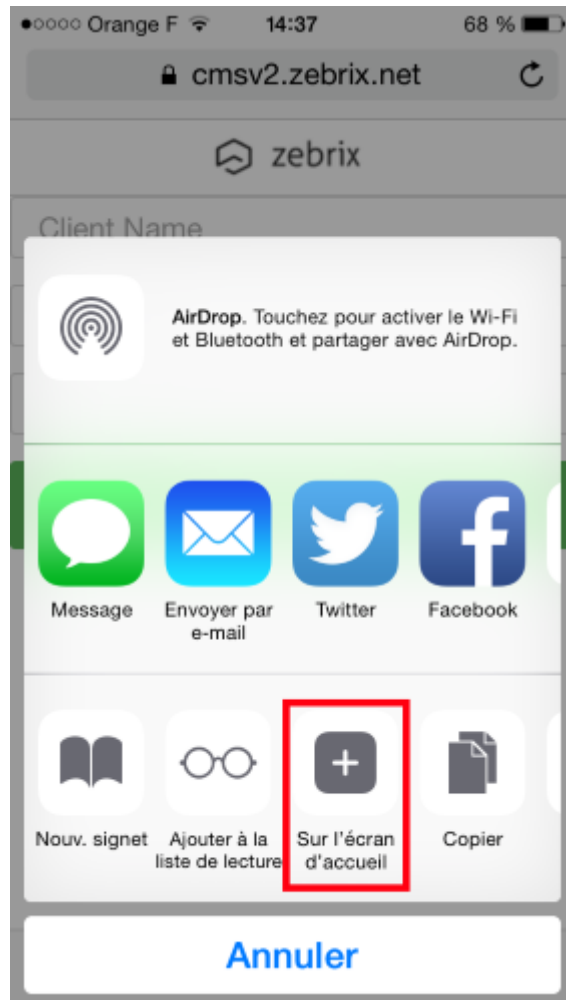 Orange F 14:37 68 %
cmsv2.zebrix.net
zebrix
Client Name
AirDrop. Touchez pour activer le Wi-Fi
et Bluetooth et partager avec AirDrop.
Message Envoyer par Twitter Facebook
e-mail
Nouv. signet Ajouter à la Sur l'écran Copier
liste de lecture d'accueil
Annuler